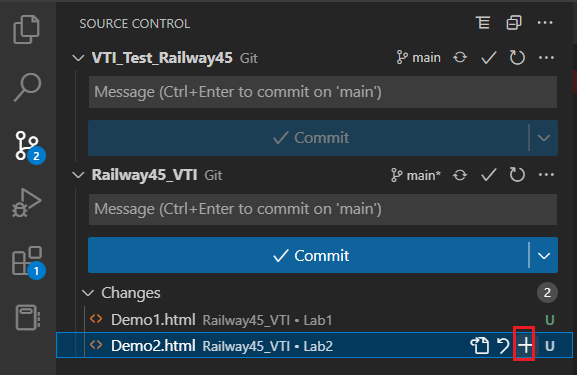 SOURCE CONTROL
VTI_Test_Railway45 Git main
Message (Ctrl+Enter to commit on 'main')
Commit
Railway45_VTI Git main*
Message (Ctrl+Enter to commit on 'main')
Commit
Changes 2
Demo1.html Railway45_VTI • Lab1 U
Demo2.html Railway45_VTI • Lab2 U
2
1